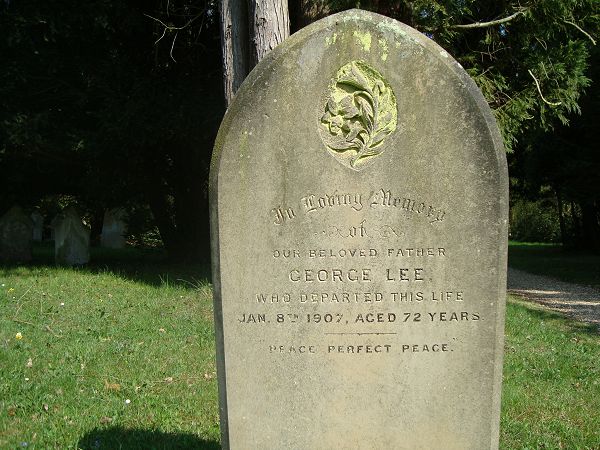 In Loving Memory
of
OUR BELOVED FATHER
GEORGE LEE.
WHO DEPARTED THIS LIFE
JAN. 8TH 1907, AGED 72 YEARS.
"PEACE PERFECT PEACE."